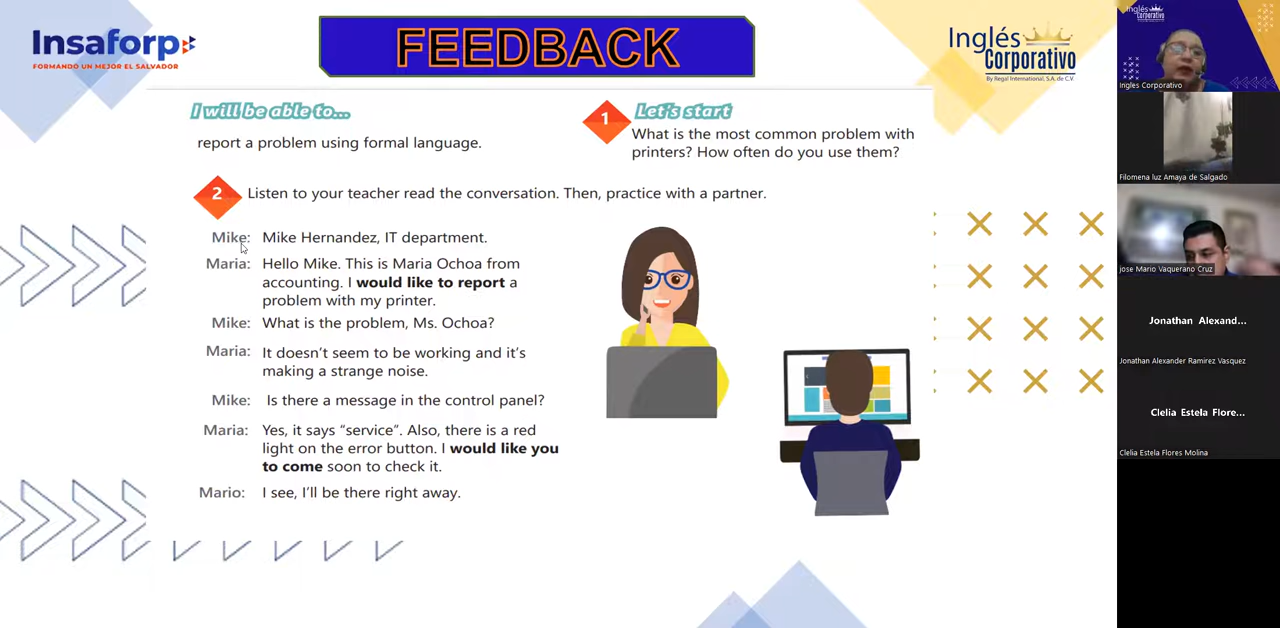 Insaforp
FORMANDO UN MEJOR EL SALVADOR
FEEDBACK
Inglés
Corporativo
By Regal International, S.A. de C.V
I will be able to...
report a problem using formal language.
1
Let's start
What is the most common problem with
printers? How often do you use them?
2
Listen to your teacher read the conversation. Then, practice with a partner.
Mike: Mike Hernandez, IT department.
Maria: Hello Mike. This is Maria Ochoa from
accounting. I would like to report a
problem with my printer.
Mike: What is the problem, Ms. Ochoa?
Maria: It doesn't seem to be working and it's
making a strange noise.
Mike: Is there a message in the control panel?
Maria: Yes, it says “service”. Also, there is a red
light on the error button. I would like you
to come soon to check it.
Mario: I see, I'll be there right away.
Inglés
Corporativo
Ingles Corporativo
Filomena luz Amaya de Salgado
jose Mario Vaquerano Cruz
Jonathan Alexand...
Jonathan Alexander Ramirez Vasquez
Clelia Estela Flore...
Clelia Estela Flores Molina